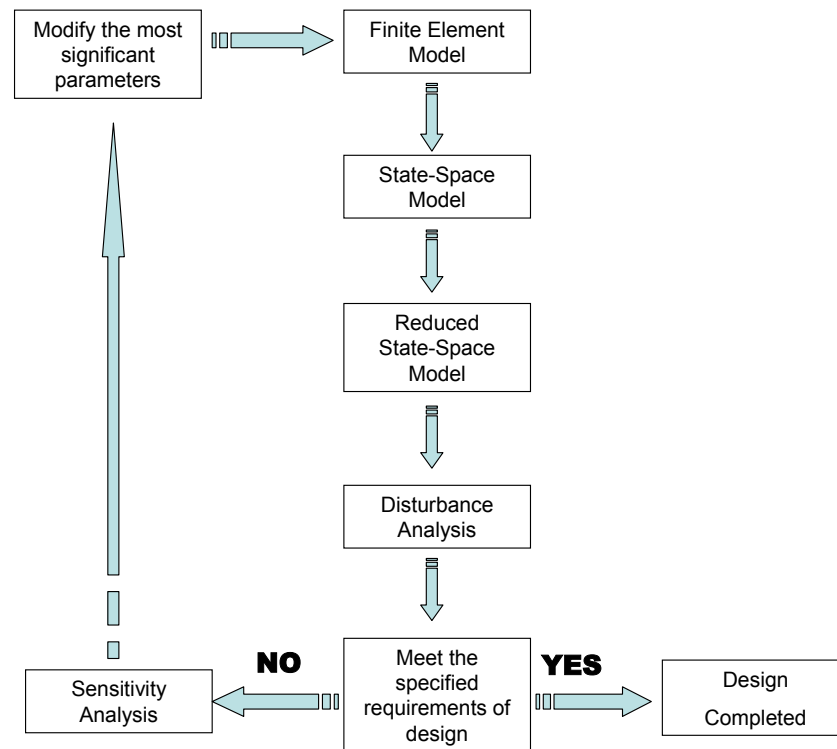 Modify the most
significant
parameters
Finite Element
Model
State-Space
Model
Reduced
State-Space
Model
Disturbance
Analysis
NO
Meet the
specified
requirements of
design
YES
Sensitivity
Analysis
Design
Completed